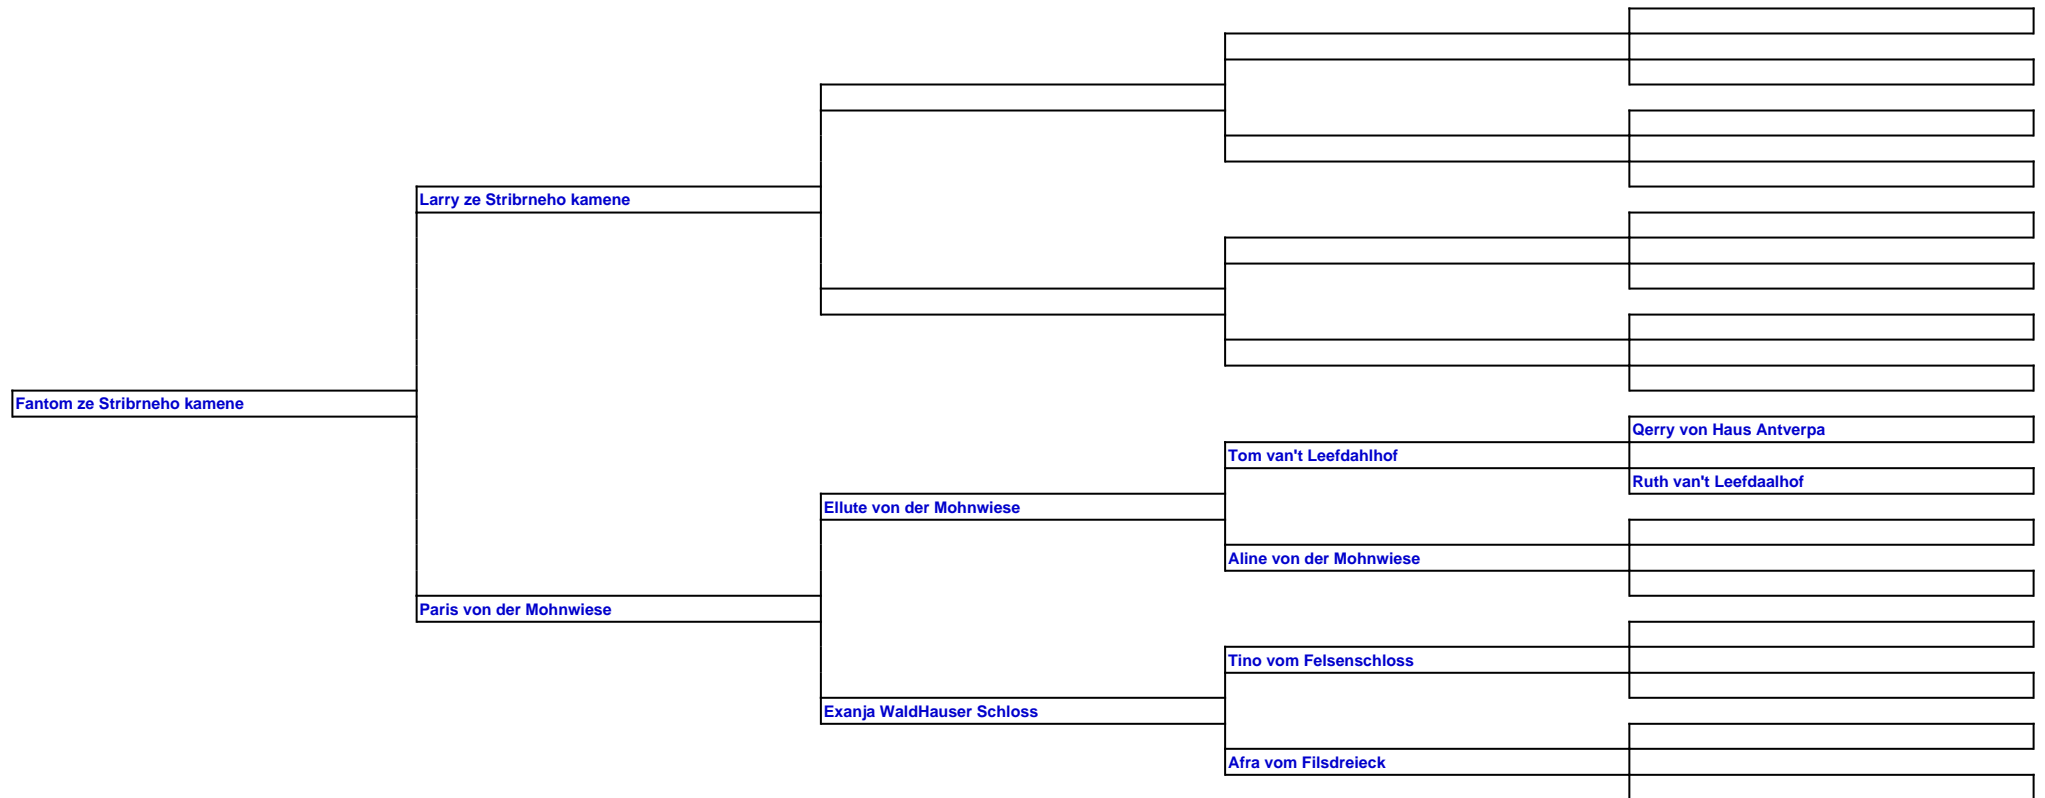 Larry ze Stribrneho kamene
Fantom ze Stribrneho kamene
Qerry von Haus Antverpa
Tom van't Leefdahlhof
Ruth van't Leefdaalhof
Ellute von der Mohnwiese
Aline von der Mohnwiese
Paris von der Mohnwiese
Tino vom Felsenschloss
Exanja WaldHauser Schloss
Afra vom Filsdreieck